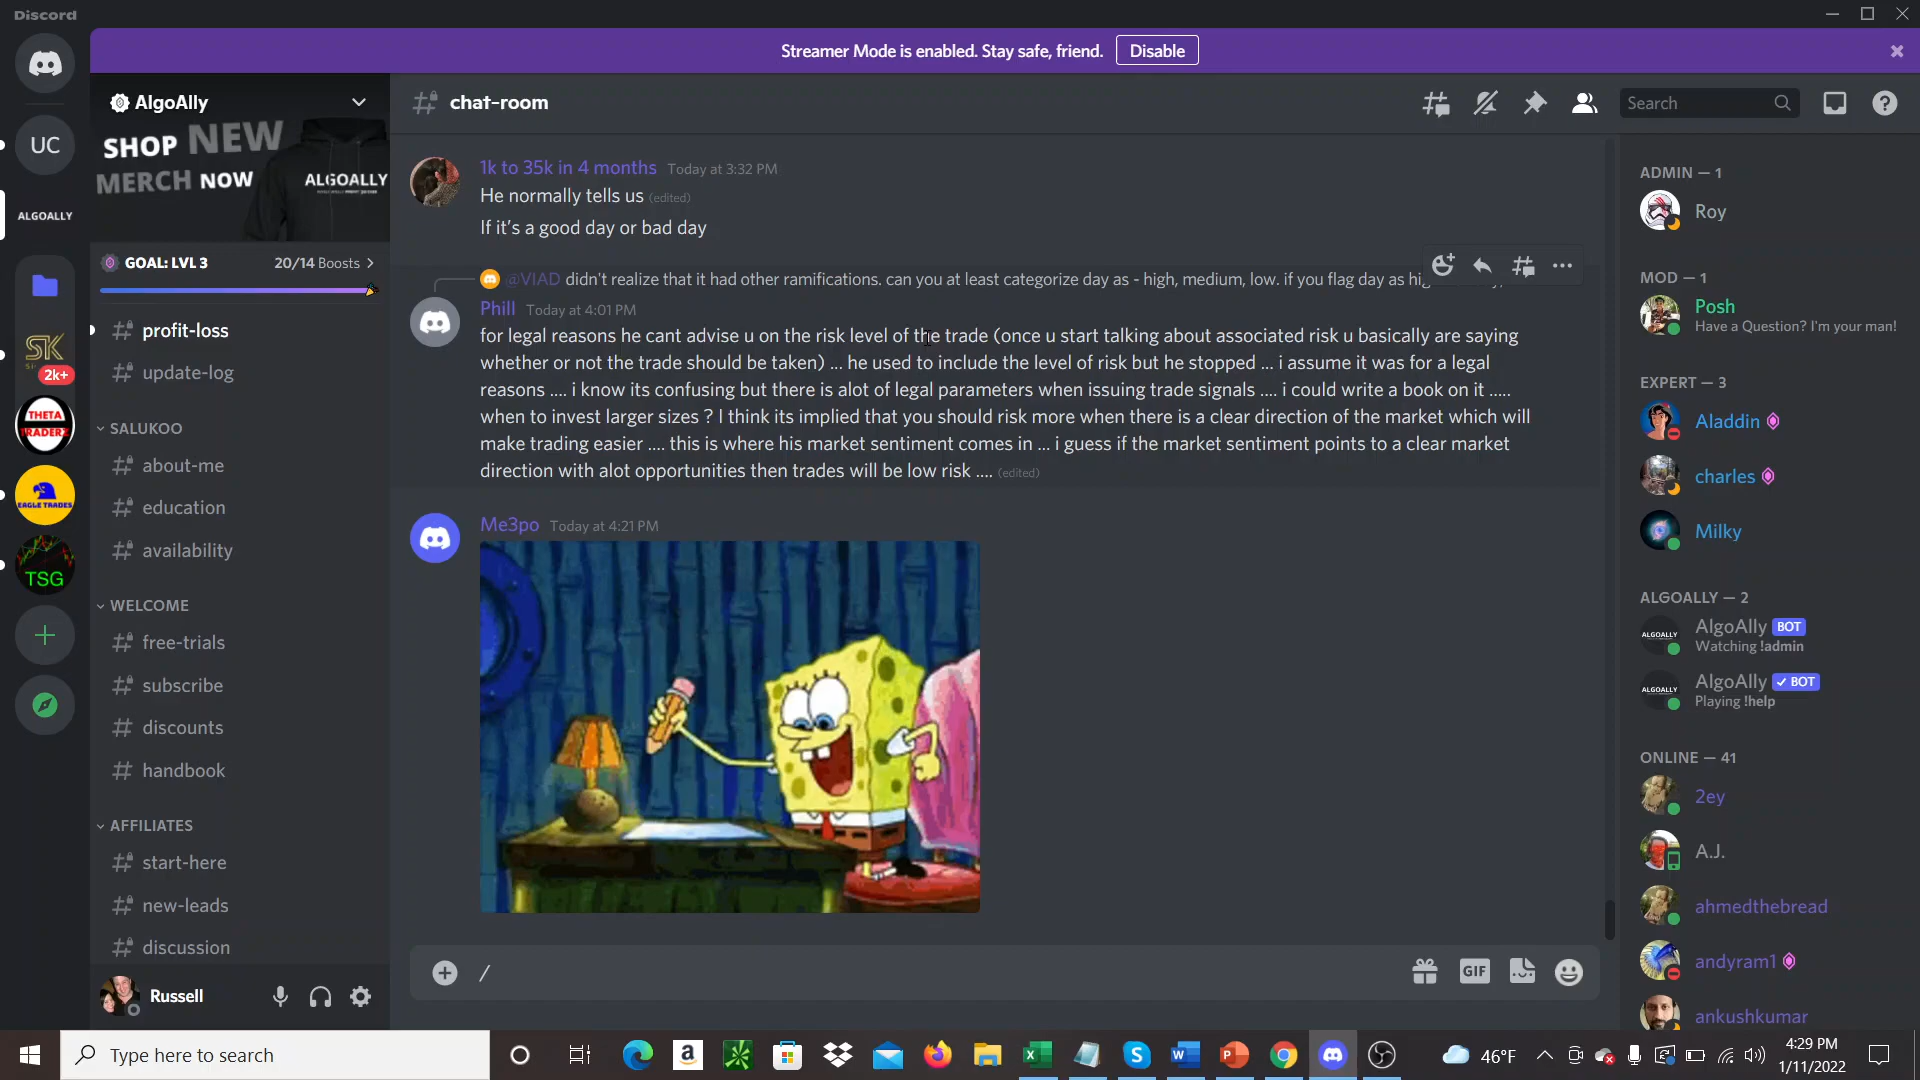 Discord
Streamer Mode is enabled. Stay safe, friend. Disable
UC
ALGOALLY
SK
2k+
THETA
TRADERZ
EAGLE TRADES
TSG
AlgoAlly
SHOP NEW
MERCH NOW
ALGOALLY
GOAL: LVL 3 20/14 Boosts
profit-loss
update-log
SALUKOO
about-me
education
availability
WELCOME
free-trials
subscribe
discounts
handbook
AFFILIATES
start-here
new-leads
discussion
Russell
chat-room
Search
1k to 35k in 4 months Today at 3:32 PM
He normally tells us (edited)
If it's a good day or bad day
@VIAD didn't realize that it had other ramifications. can you at least categorize day as - high, medium, low. if you flag day as hig
Phill Today at 4:01 PM
for legal reasons he cant advise u on the risk level of the trade (once u start talking about associated risk u basically are saying
whether or not the trade should be taken) ... he used to include the level of risk but he stopped ... i assume it was for a legal
reasons .... i know its confusing but there is alot of legal parameters when issuing trade signals .... i could write a book on it .....
when to invest larger sizes ? I think its implied that you should risk more when there is a clear direction of the market which will
make trading easier .... this is where his market sentiment comes in ... i guess if the market sentiment points to a clear market
direction with alot opportunities then trades will be low risk .... (edited)
Me3po Today at 4:21 PM
/
GIF
ADMIN — 1
Roy
MOD — 1
Posh
Have a Question? I'm your man!
EXPERT — 3
Aladdin
charles
Milky
ALGOALLY — 2
ALGOALLY
AlgoAlly BOT
Watching !admin
ALGOALLY
AlgoAlly BOT
Playing !help
ONLINE — 41
2ey
A.J.
ahmedthebread
andyram1
ankushkumar
Type here to search
46°F
4:29 PM
1/11/2022